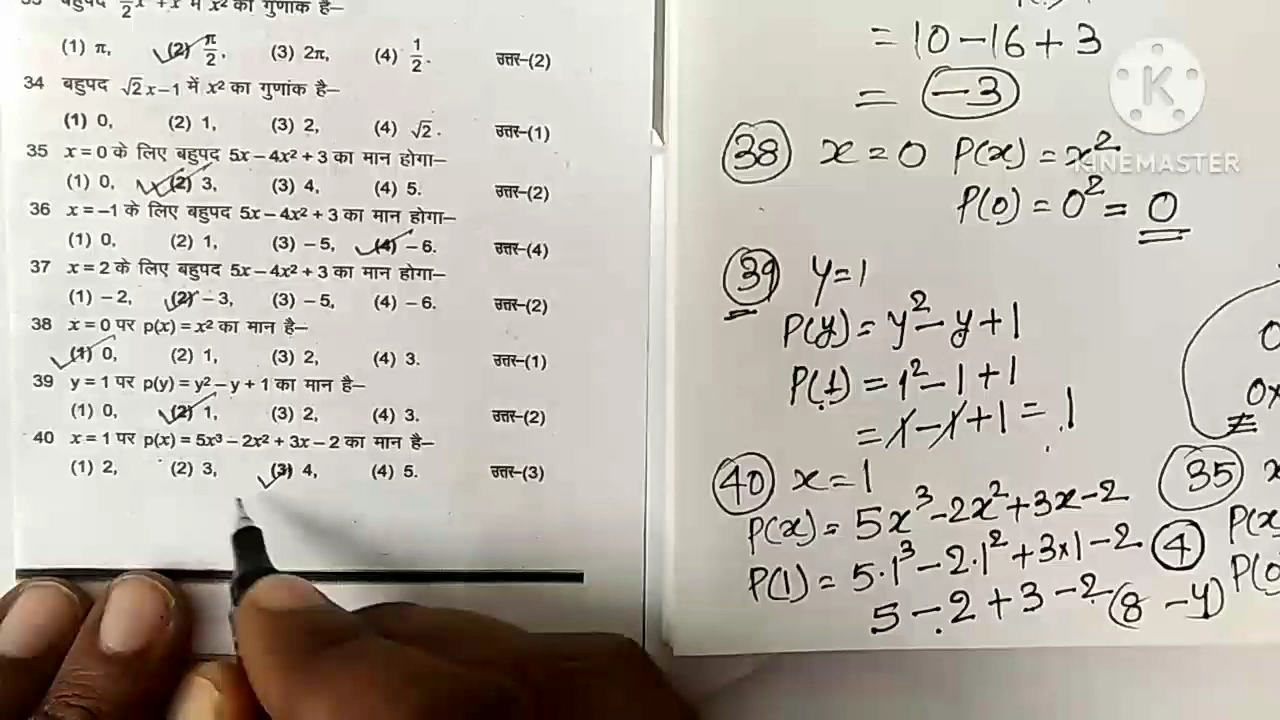 बहुपद π/2 x² + x में x² का गुणांक है–
(1) π, (2) π/2, (3) 2π, (4) 1/2. उत्तर–(2)
34 बहुपद √2x–1 में x² का गुणांक है–
(1) 0, (2) 1, (3) 2, (4) √2. उत्तर–(1)
35 x=0 के लिए बहुपद 5x–4x²+3 का मान होगा–
(1) 0, (2) 3, (3) 4, (4) 5. उत्तर–(2)
36 x=–1 के लिए बहुपद 5x–4x²+3 का मान होगा–
(1) 0, (2) 1, (3) –5, (4) –6. उत्तर–(4)
37 x=2 के लिए बहुपद 5x–4x²+3 का मान होगा–
(1) –2, (2) –3, (3) –5, (4) –6. उत्तर–(2)
38 x=0 पर p(x)=x² का मान है–
(1) 0, (2) 1, (3) 2, (4) 3. उत्तर–(1)
39 y=1 पर p(y)=y²–y+1 का मान है–
(1) 0, (2) 1, (3) 2, (4) 3. उत्तर–(2)
40 x=1 पर p(x)=5x³–2x²+3x–2 का मान है–
(1) 2, (2) 3, (3) 4, (4) 5. उत्तर–(3)
= 10–16+3
= –3
38 x=0 P(x)=x²
P(0)=0²=0
39 y=1
P(y)=y²–y+1
P(1)=1²–1+1
=1–1+1=1
40 x=1
P(x)=5x³–2x²+3x–2
P(1)=5·1³–2·1²+3×1–2 4
5–2+3–2(8–4)
35
P(x
P(0
K
KINEMASTER